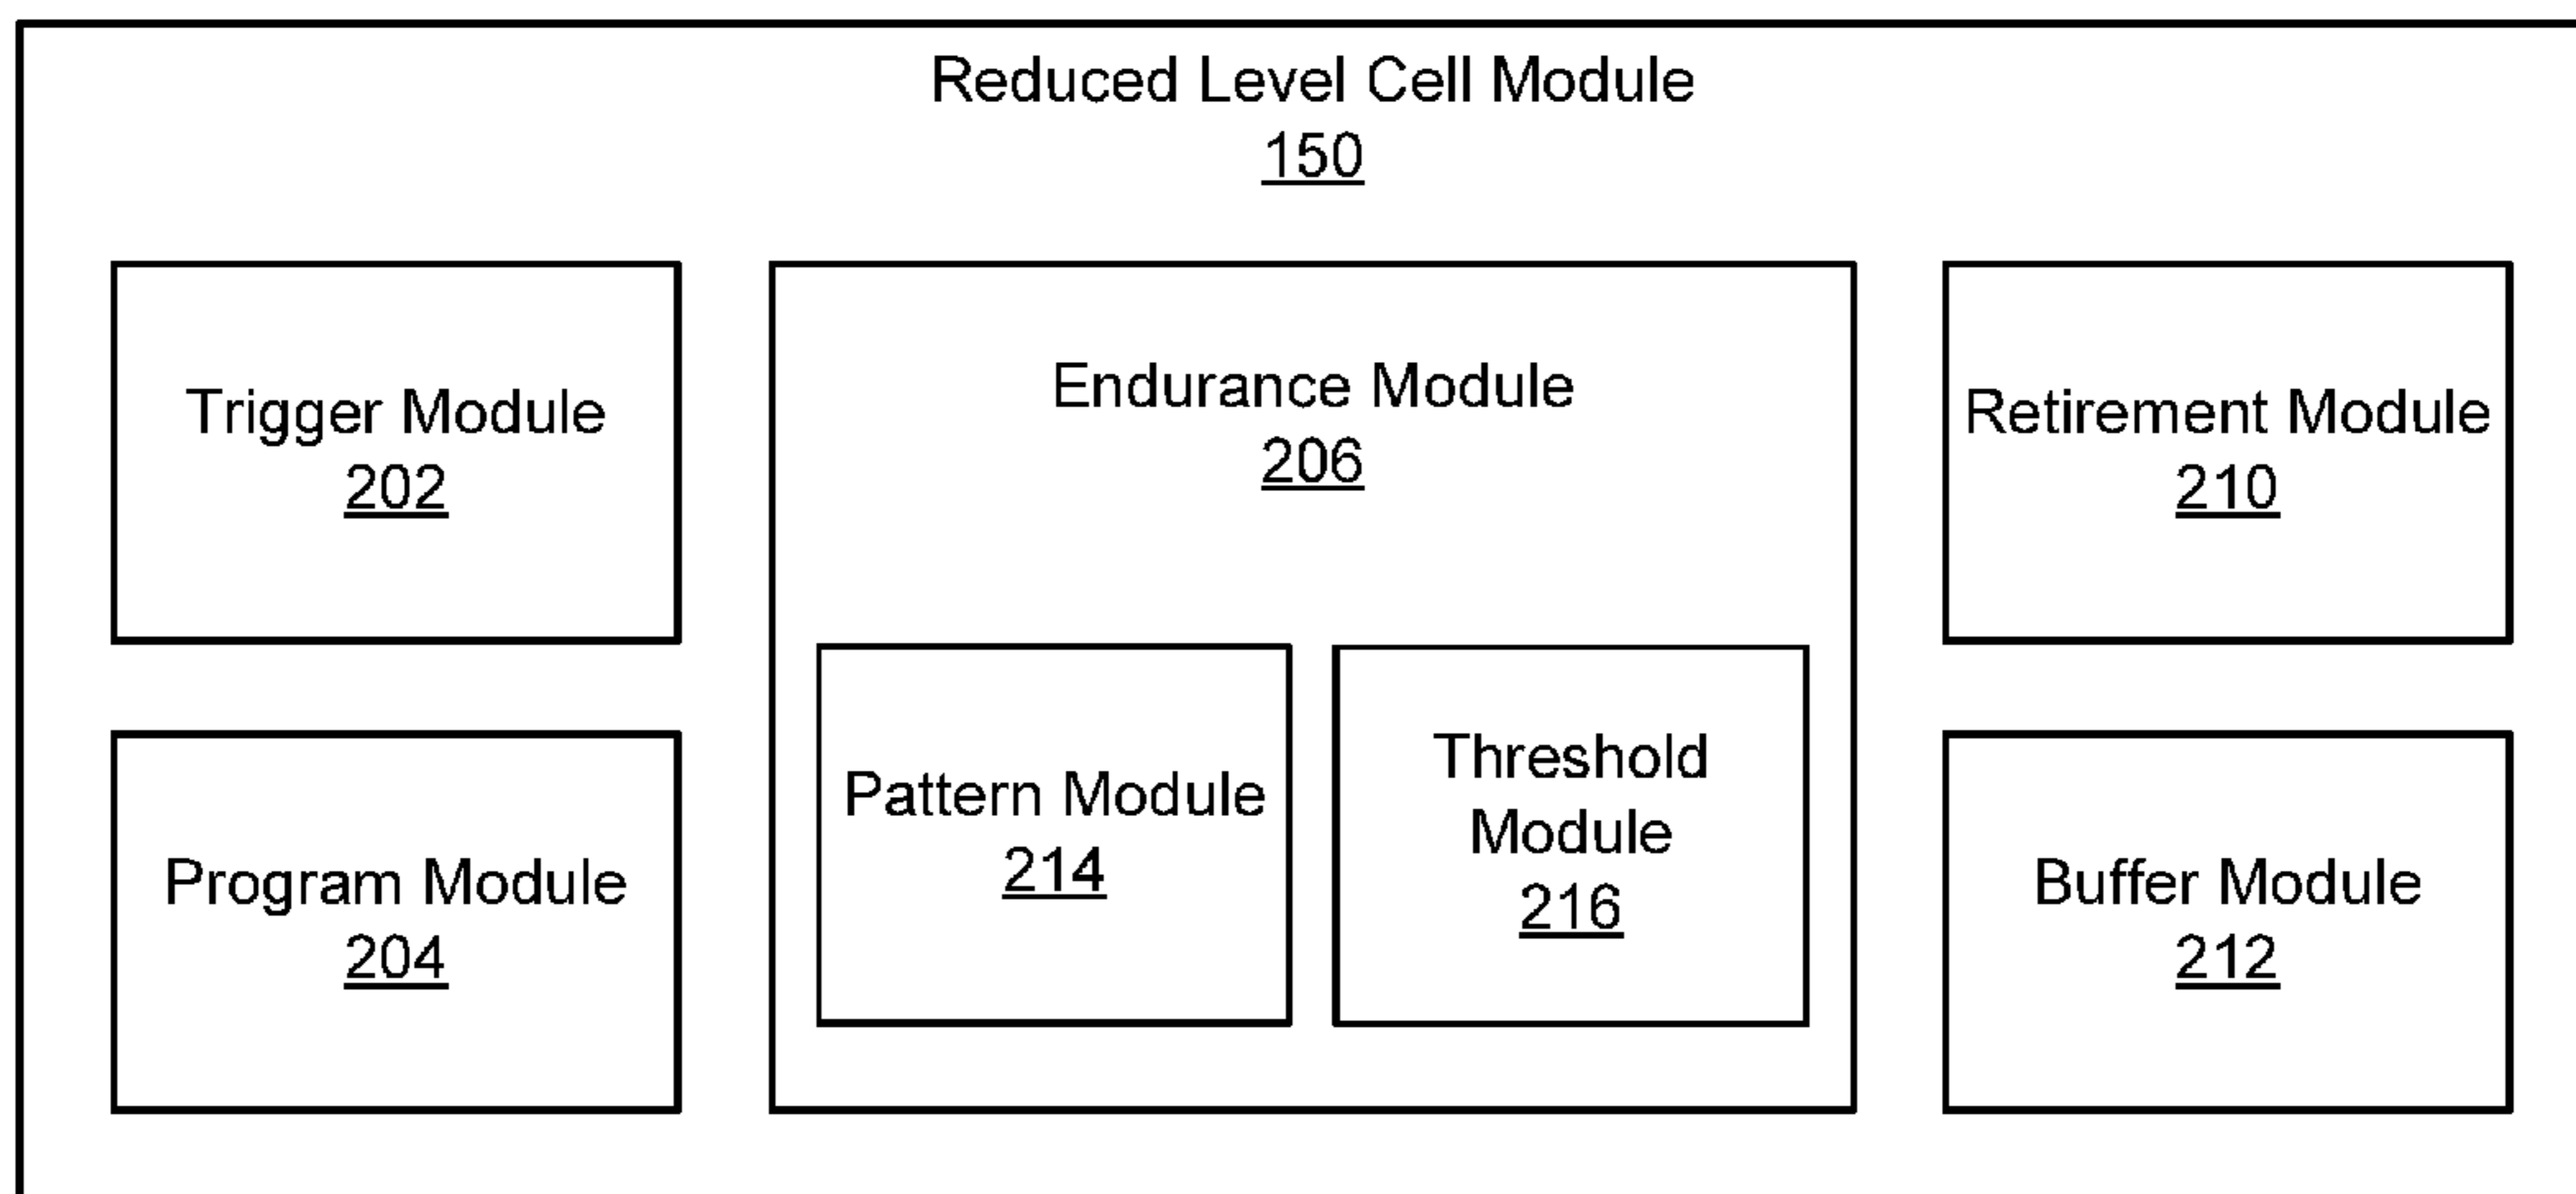 Reduced Level Cell Module
150
Trigger Module
202
Program Module
204
Endurance Module
206
Pattern Module
214
Threshold
Module
216
Retirement Module
210
Buffer Module
212